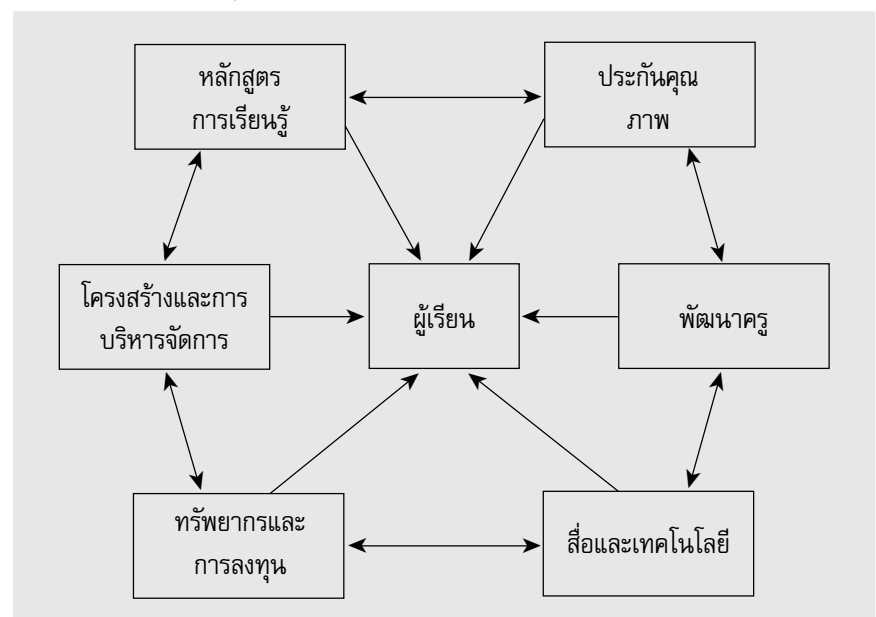 หลักสูตร
การเรียนรู้
ประกันคุณ
ภาพ
โครงสร้างและการ
บริหารจัดการ
ผู้เรียน
พัฒนาครู
ทรัพยากรและ
การลงทุน
สื่อและเทคโนโลยี